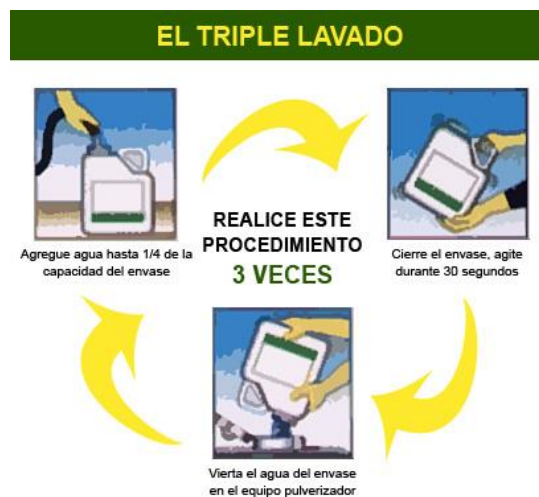 EL TRIPLE LAVADO
Agregue agua hasta 1/4 de la
capacidad del envase
REALICE ESTE
PROCEDIMIENTO
3 VECES
Cierre el envase, agite
durante 30 segundos
Vierta el agua del envase
en el equipo pulverizador